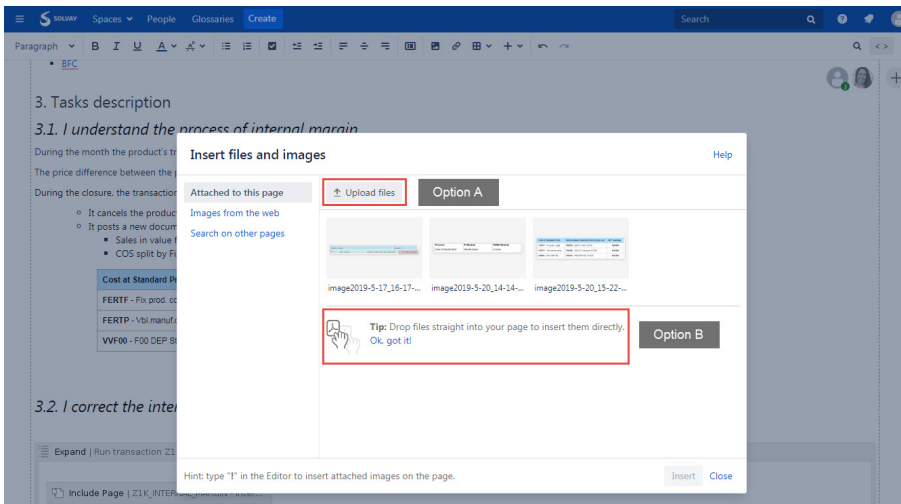 SOLVAY Spaces People Glossaries Create Search
Paragraph B I U A
BFC
3. Tasks description
3.1. I understand the process of internal margin
During the month the product's tr
The price difference between the p
During the closure, the transaction
It cancels the produc
It posts a new docum
Sales in value f
COS split by Fi
Cost at Standard Pr
FERTF - Fix prod. co
FERTP - Vbl.manuf.c
VVF00 - F00 DEP St
3.2. I correct the inter
Expand | Run transaction Z1
Include Page | Z1K_INTERNAL_MARGIN - Inter...
Insert files and images
Help
Attached to this page
Images from the web
Search on other pages
Upload files
Option A
image2019-5-17_16-17-... image2019-5-20_14-14-... image2019-5-20_15-22-...
Tip: Drop files straight into your page to insert them directly.
Ok, got it!
Option B
Hint: type "!" in the Editor to insert attached images on the page.
Insert Close